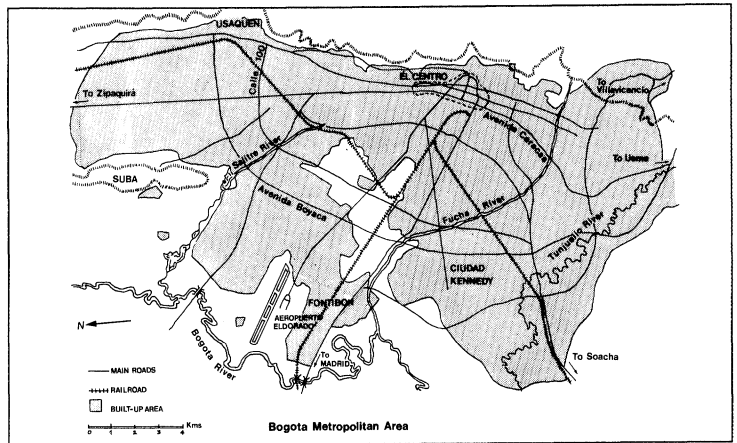 USAQUEN
Calle 100
EL CENTRO
To
Villavicencio
To Zipaquirá
Avenida Caracas
To Usme
Salitre River
SUBA
Avenida Boyaca
Fucha River
Tunjuelo River
CIUDAD
KENNEDY
FONTIBON
AEROPUERTO
ELDORADO
N
Bogota River
To
MADRID
To Soacha
MAIN ROADS
RAILROAD
BUILT-UP AREA
0 1 2 3 4 Kms
Bogota Metropolitan Area